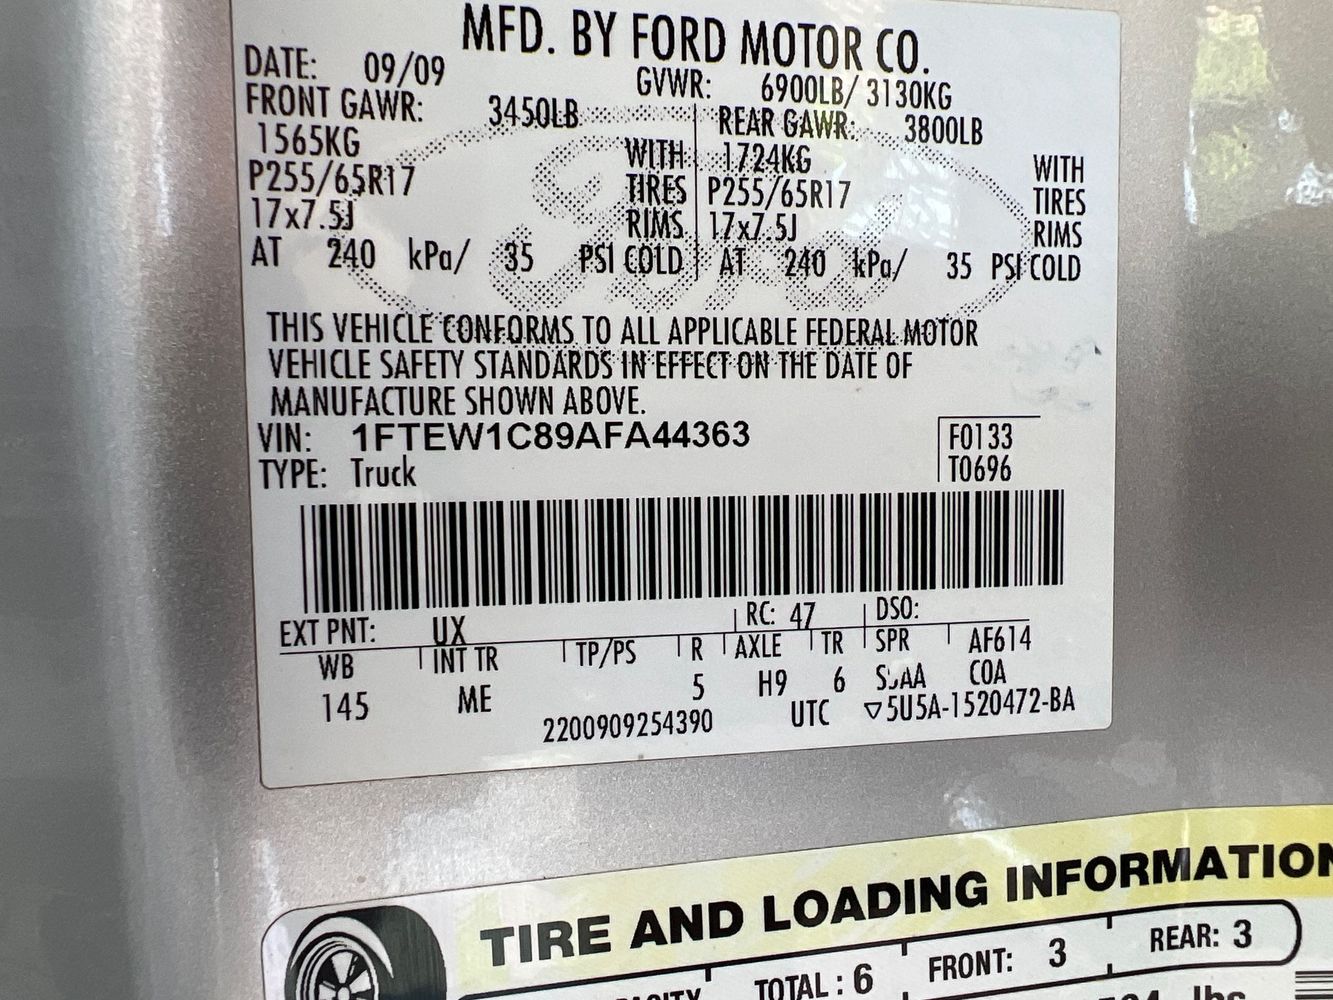 MFD. BY FORD MOTOR CO.
DATE: 09/09 GVWR: 6900LB/ 3130KG
FRONT GAWR: 3450LB REAR GAWR: 3800LB
1565KG WITH 1724KG WITH
P255/65R17 TIRES P255/65R17 TIRES
17x7.5J RIMS 17x7.5J RIMS
AT 240 kPa/ 35 PSI COLD AT 240 kPa/ 35 PSI COLD
Ford
THIS VEHICLE CONFORMS TO ALL APPLICABLE FEDERAL MOTOR
VEHICLE SAFETY STANDARDS IN EFFECT ON THE DATE OF
MANUFACTURE SHOWN ABOVE.
VIN: 1FTEW1C89AFA44363 F0133
TYPE: Truck T0696
EXT PNT: UX RC: 47 DSO:
WB INT TR TP/PS R AXLE TR SPR AF614
145 ME 5 H9 6 COA
2200909254390 UTC ▽5U5A-1520472-BA
TIRE AND LOADING INFORMATION
TOTAL : 6 FRONT: 3 REAR: 3
lbs